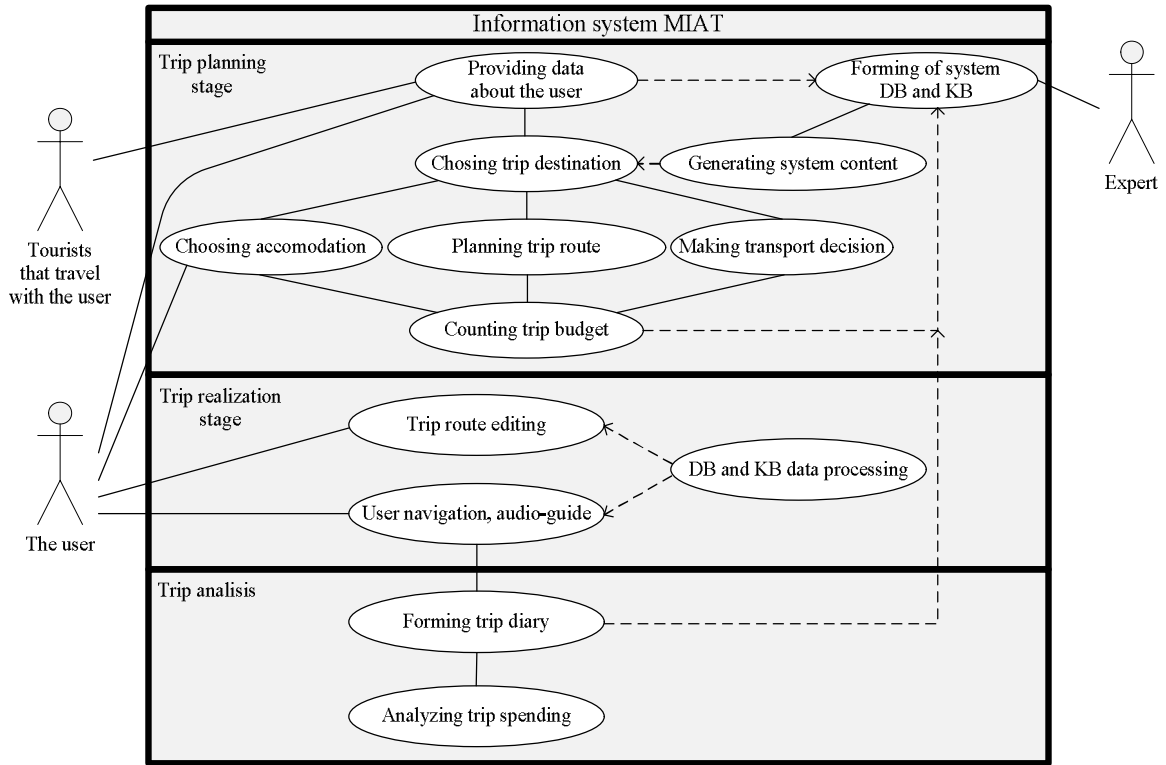 Information system MIAT
Trip planning
stage
Providing data
about the user
Forming of system
DB and KB
Chosing trip destination
Generating system content
Expert
Tourists
that travel
with the user
Choosing accomodation
Planning trip route
Making transport decision
Counting trip budget
Trip realization
stage
Trip route editing
DB and KB data processing
User navigation, audio-guide
The user
Trip analisis
Forming trip diary
Analyzing trip spending